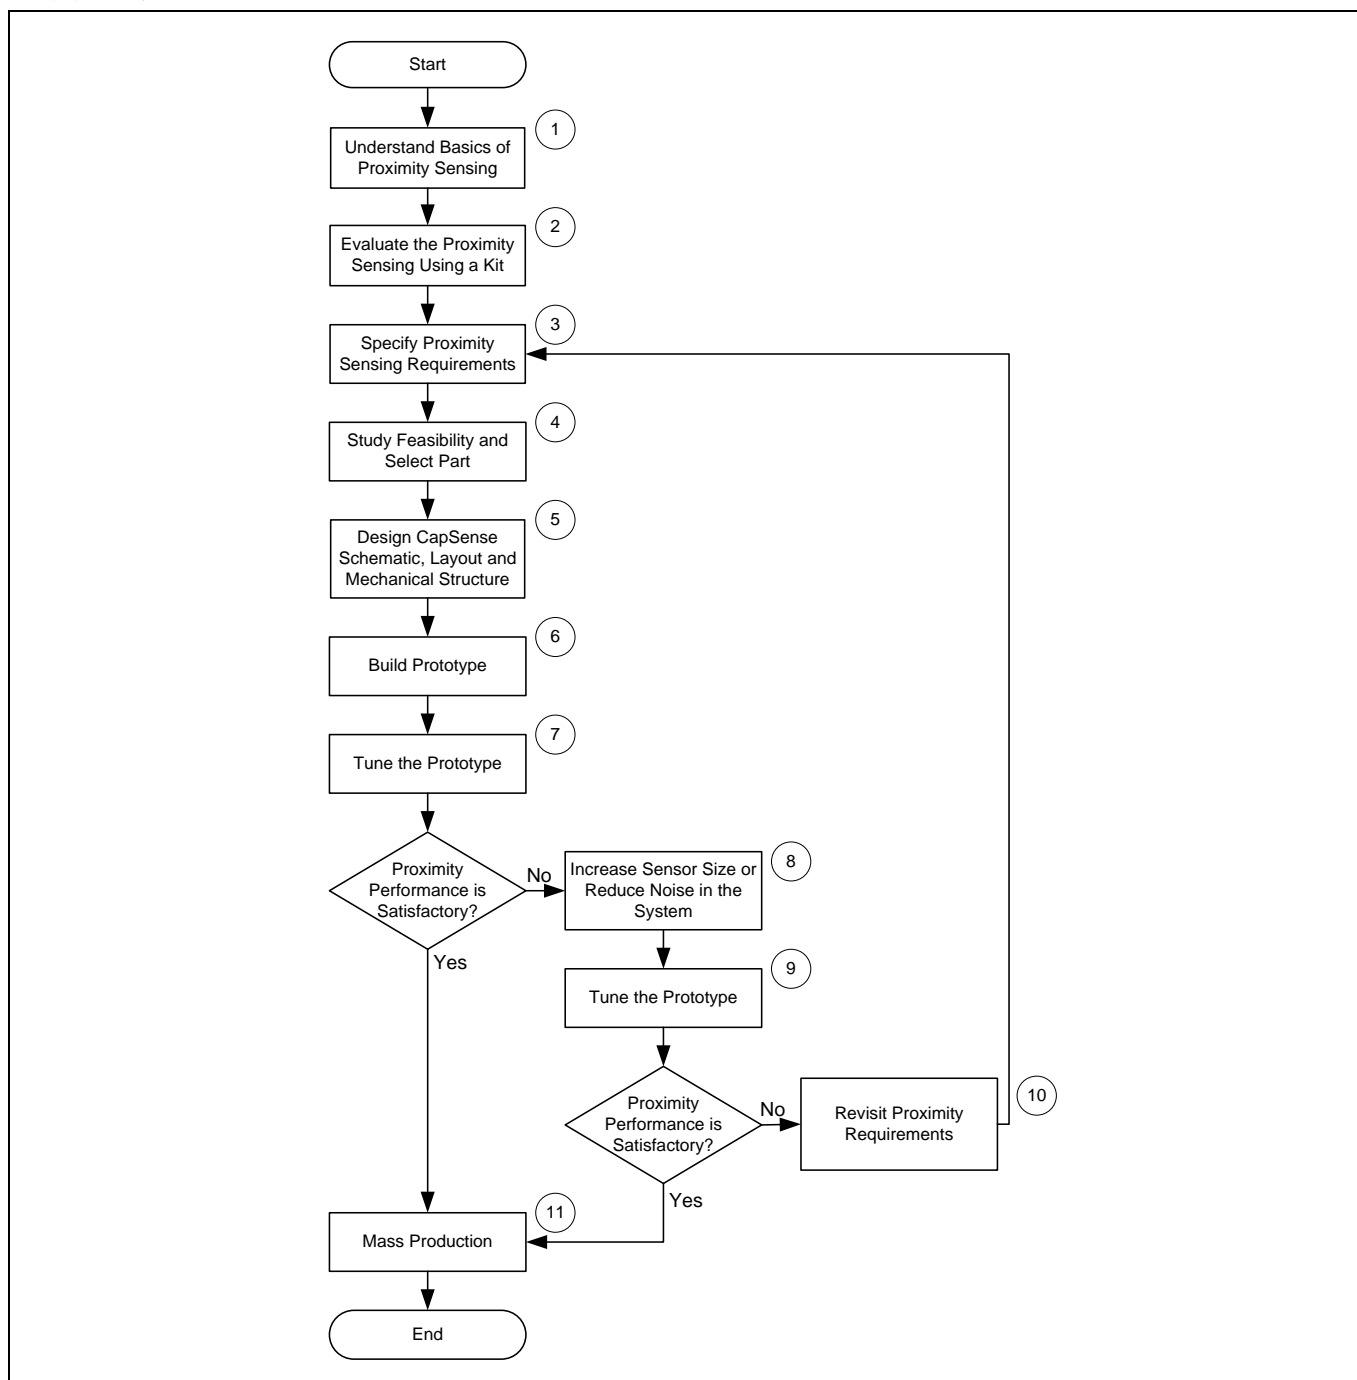 Start
1
Understand Basics of
Proximity Sensing
2
Evaluate the Proximity
Sensing Using a Kit
3
Specify Proximity
Sensing Requirements
4
Study Feasibility and
Select Part
5
Design CapSense
Schematic, Layout and
Mechanical Structure
6
Build Prototype
7
Tune the Prototype
Proximity
Performance is
Satisfactory?
No
Yes
8
Increase Sensor Size or
Reduce Noise in the
System
9
Tune the Prototype
Proximity
Performance is
Satisfactory?
No
Yes
10
Revisit Proximity
Requirements
11
Mass Production
End